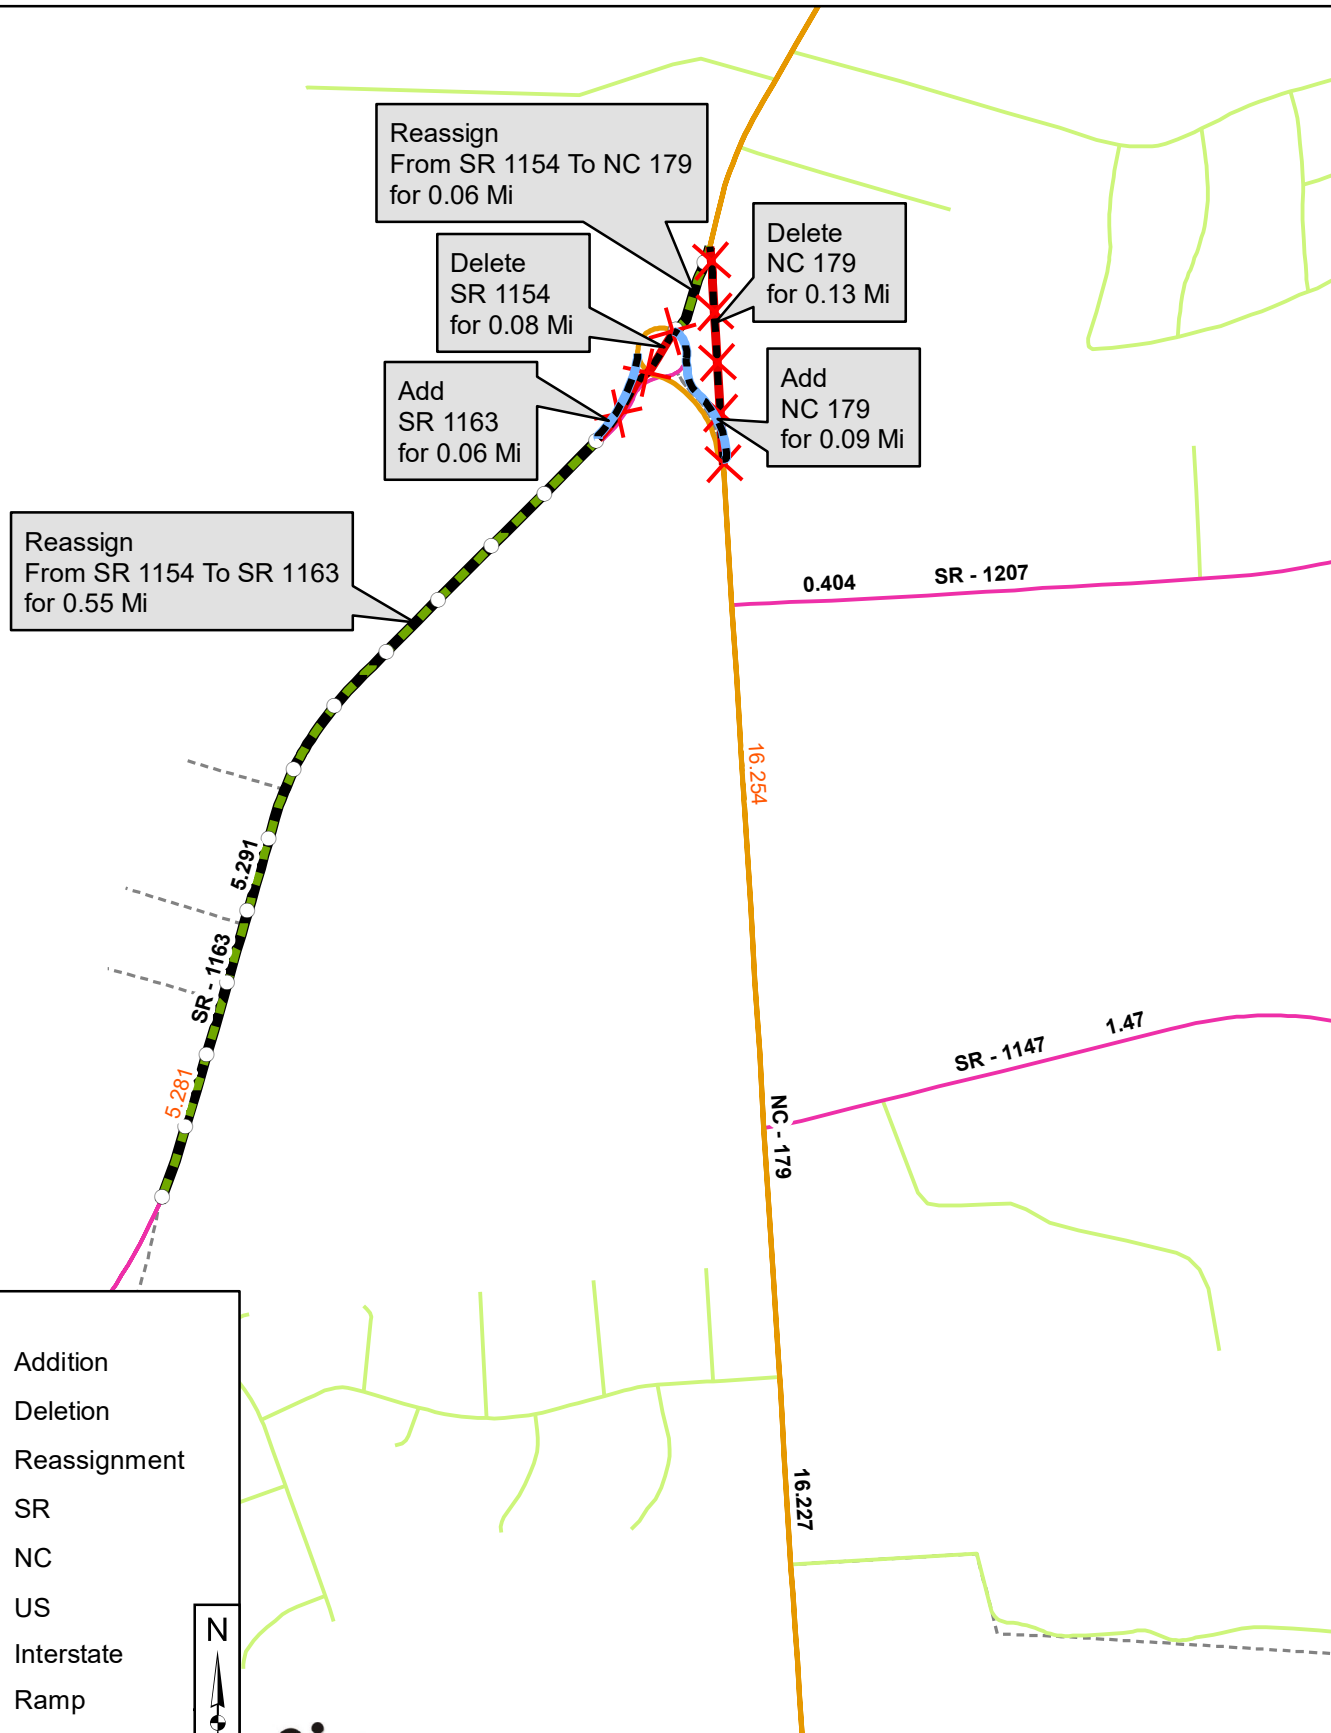 Reassign
From SR 1154 To NC 179
for 0.06 Mi
Delete
NC 179
for 0.13 Mi
Delete
SR 1154
for 0.08 Mi
Add
NC 179
for 0.09 Mi
Add
SR 1163
for 0.06 Mi
Reassign
From SR 1154 To SR 1163
for 0.55 Mi
0.404
SR - 1207
16.254
5.291
SR - 1163
5.281
1.47
SR - 1147
NC - 179
16.227
Addition
Deletion
Reassignment
SR
NC
US
Interstate
Ramp
N